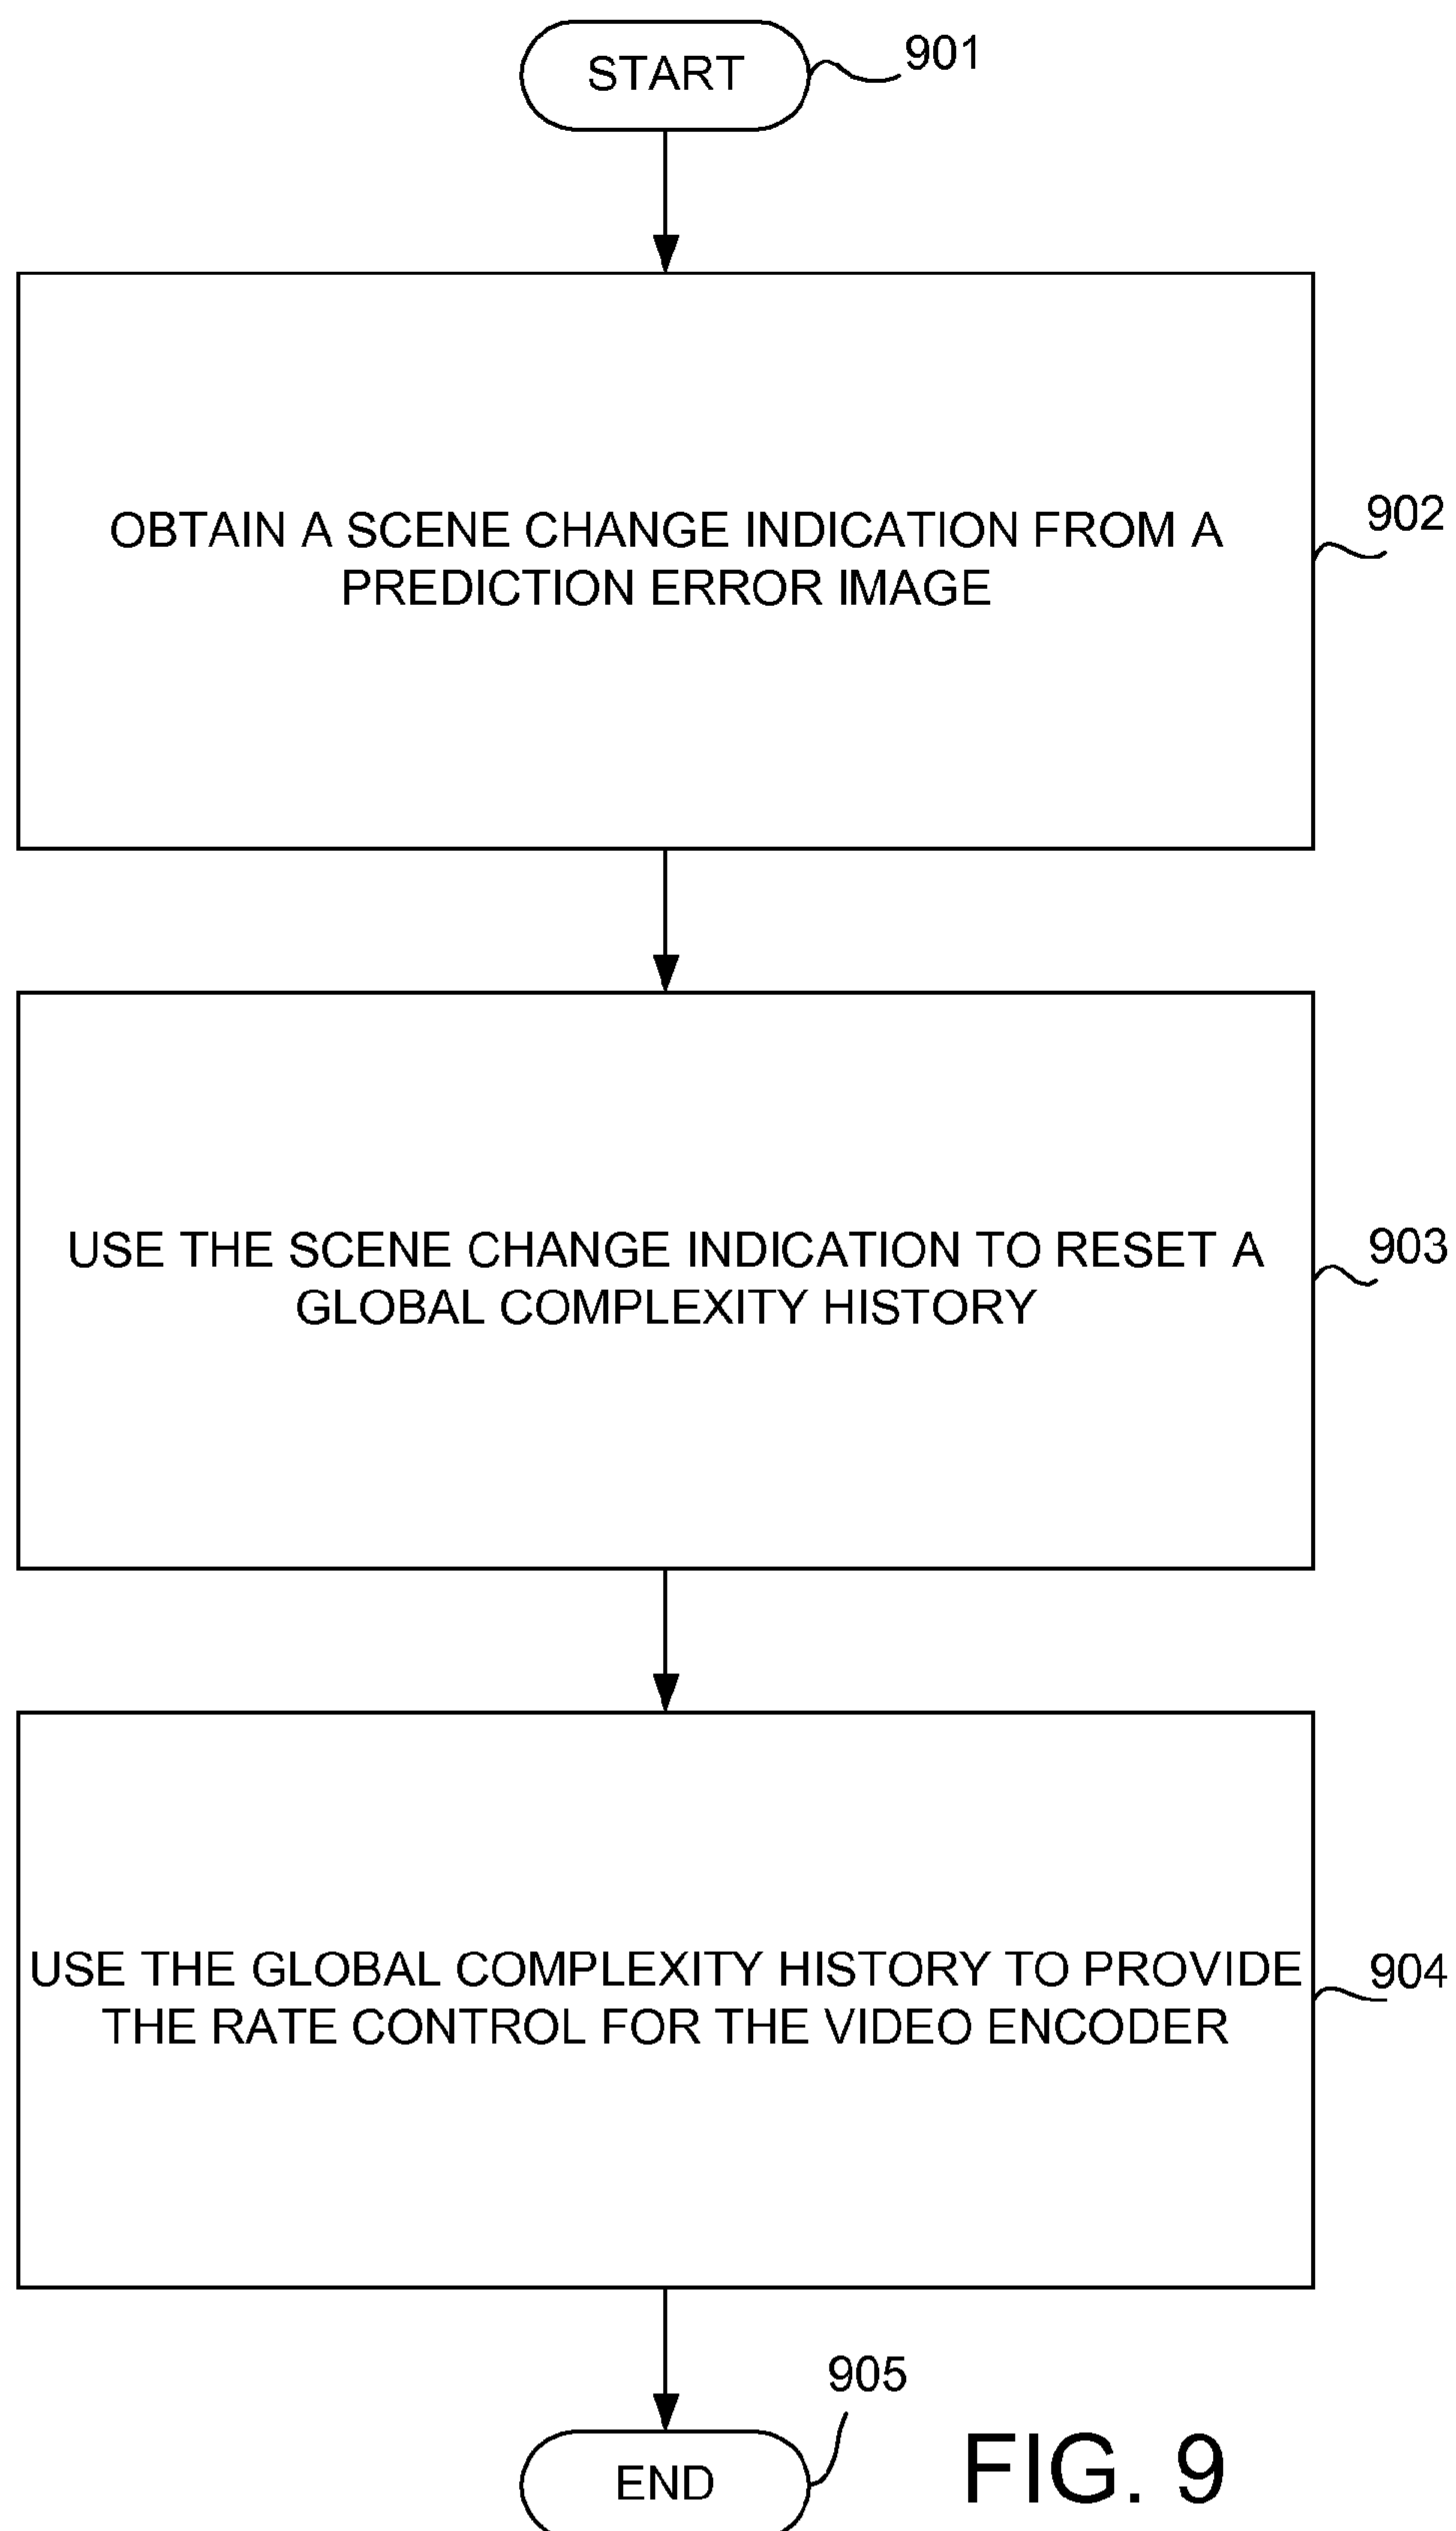 START
901
OBTAIN A SCENE CHANGE INDICATION FROM A
PREDICTION ERROR IMAGE
902
USE THE SCENE CHANGE INDICATION TO RESET A
GLOBAL COMPLEXITY HISTORY
903
USE THE GLOBAL COMPLEXITY HISTORY TO PROVIDE
THE RATE CONTROL FOR THE VIDEO ENCODER
904
905
END
FIG. 9